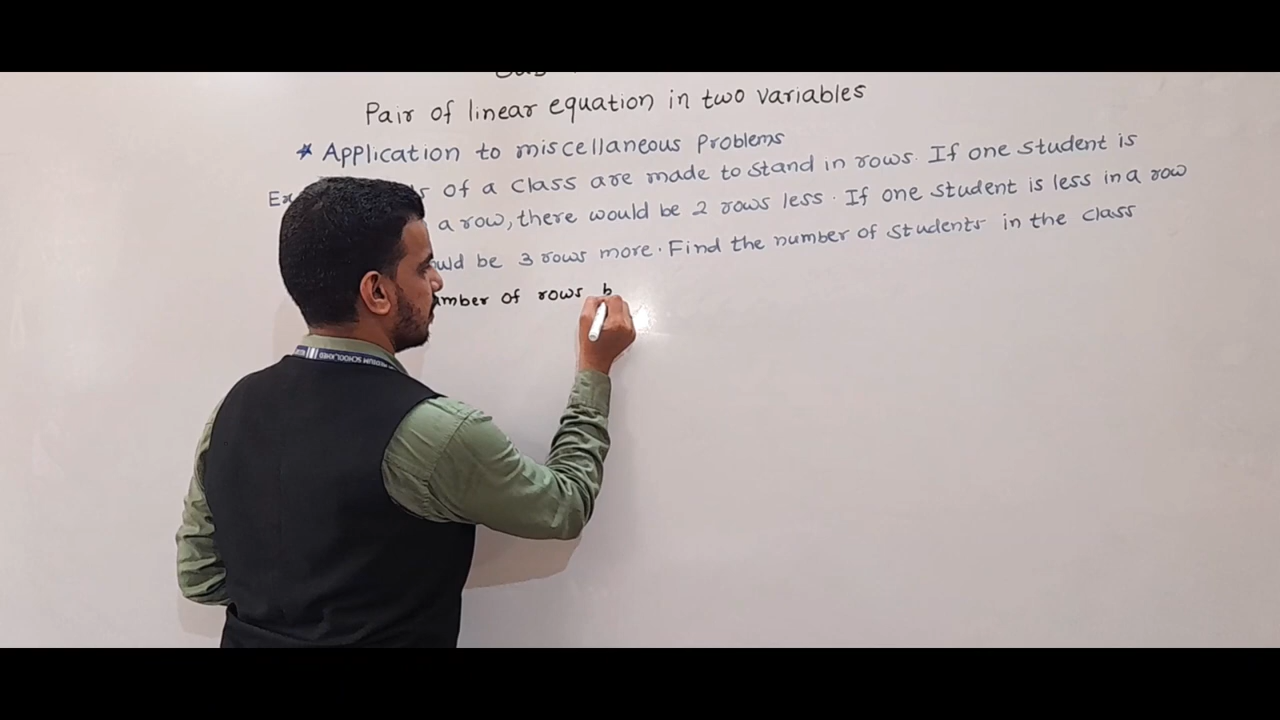 Pair of linear equation in two variables
* Application to miscellaneous Problems
of a class are made to stand in rows. If one student is
a row, there would be 2 rows less. If one student is less in a row
be 3 rows more. Find the number of students in the class
of rows b